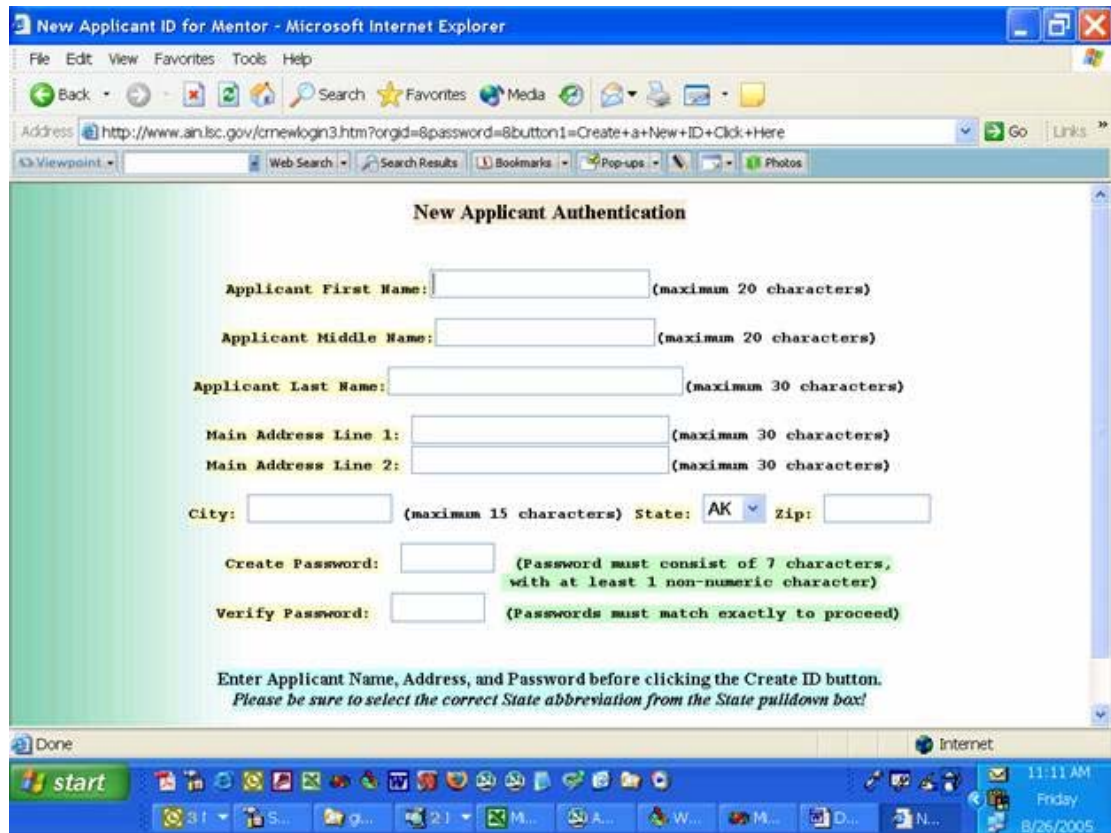 New Applicant ID for Mentor - Microsoft Internet Explorer
File Edit View Favorites Tools Help
Back Search Favorites Media
Address http://www.ain.lsc.gov/crnewlogin3.htm?orgid=&password=&button1=Create+a+New+ID+Click+Here Go Links »
Viewpoint Web Search Search Results Bookmarks Pop-ups Photos
New Applicant Authentication
Applicant First Name: (maximum 20 characters)
Applicant Middle Name: (maximum 20 characters)
Applicant Last Name: (maximum 30 characters)
Main Address Line 1: (maximum 30 characters)
Main Address Line 2: (maximum 30 characters)
City: (maximum 15 characters) State: AK Zip:
Create Password: (Password must consist of 7 characters,
with at least 1 non-numeric character)
Verify Password: (Passwords must match exactly to proceed)
Enter Applicant Name, Address, and Password before clicking the Create ID button.
Please be sure to select the correct State abbreviation from the State pulldown box!
Done Internet
start 11:11 AM
Friday
S... g... M... A... W... M... D... N... 8/26/2005